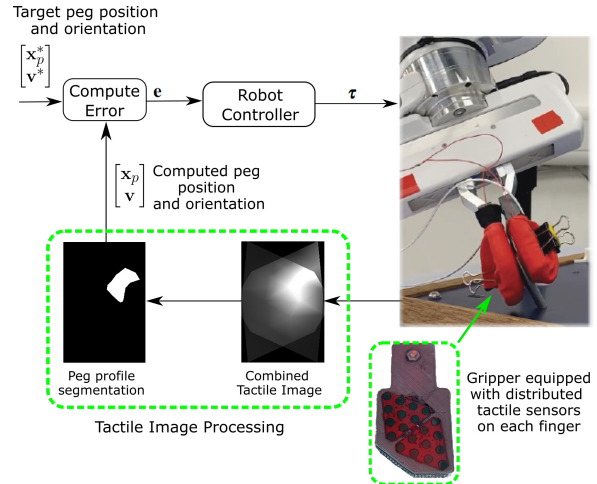 Target peg position
and orientation
[x*p
v*]
Compute
Error
e
Robot
Controller
τ
[xp
v]
Computed peg
position
and orientation
Peg profile
segmentation
Combined
Tactile Image
Tactile Image Processing
Gripper equipped
with distributed
tactile sensors
on each finger